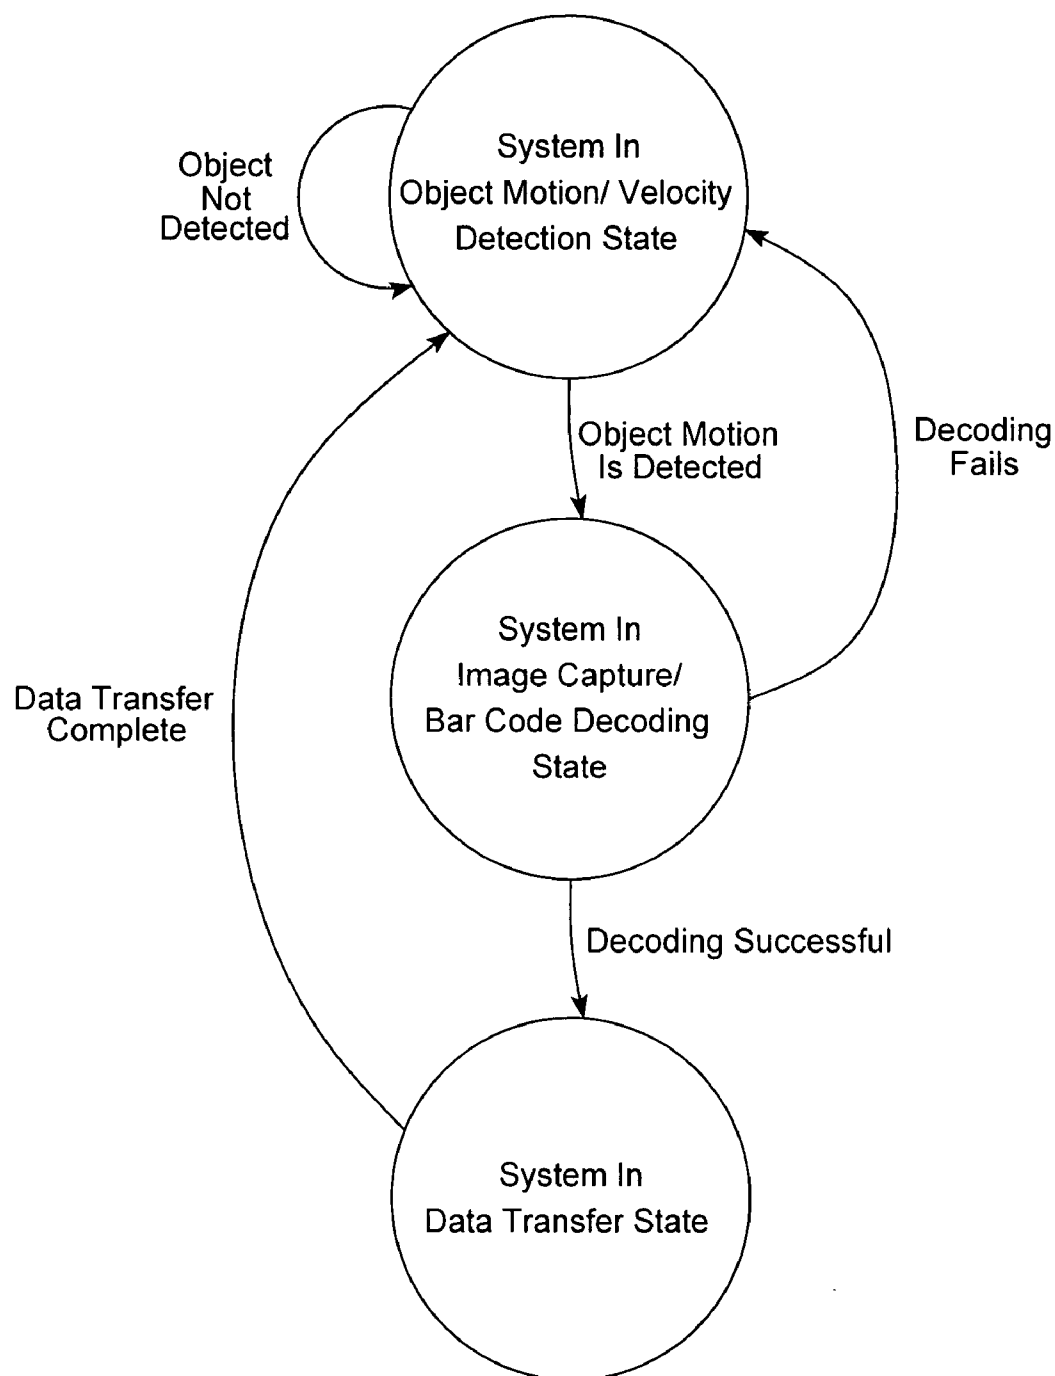 System In
Object Motion/ Velocity
Detection State
Object
Not
Detected
Object Motion
Is Detected
Decoding
Fails
System In
Image Capture/
Bar Code Decoding
State
Data Transfer
Complete
Decoding Successful
System In
Data Transfer State